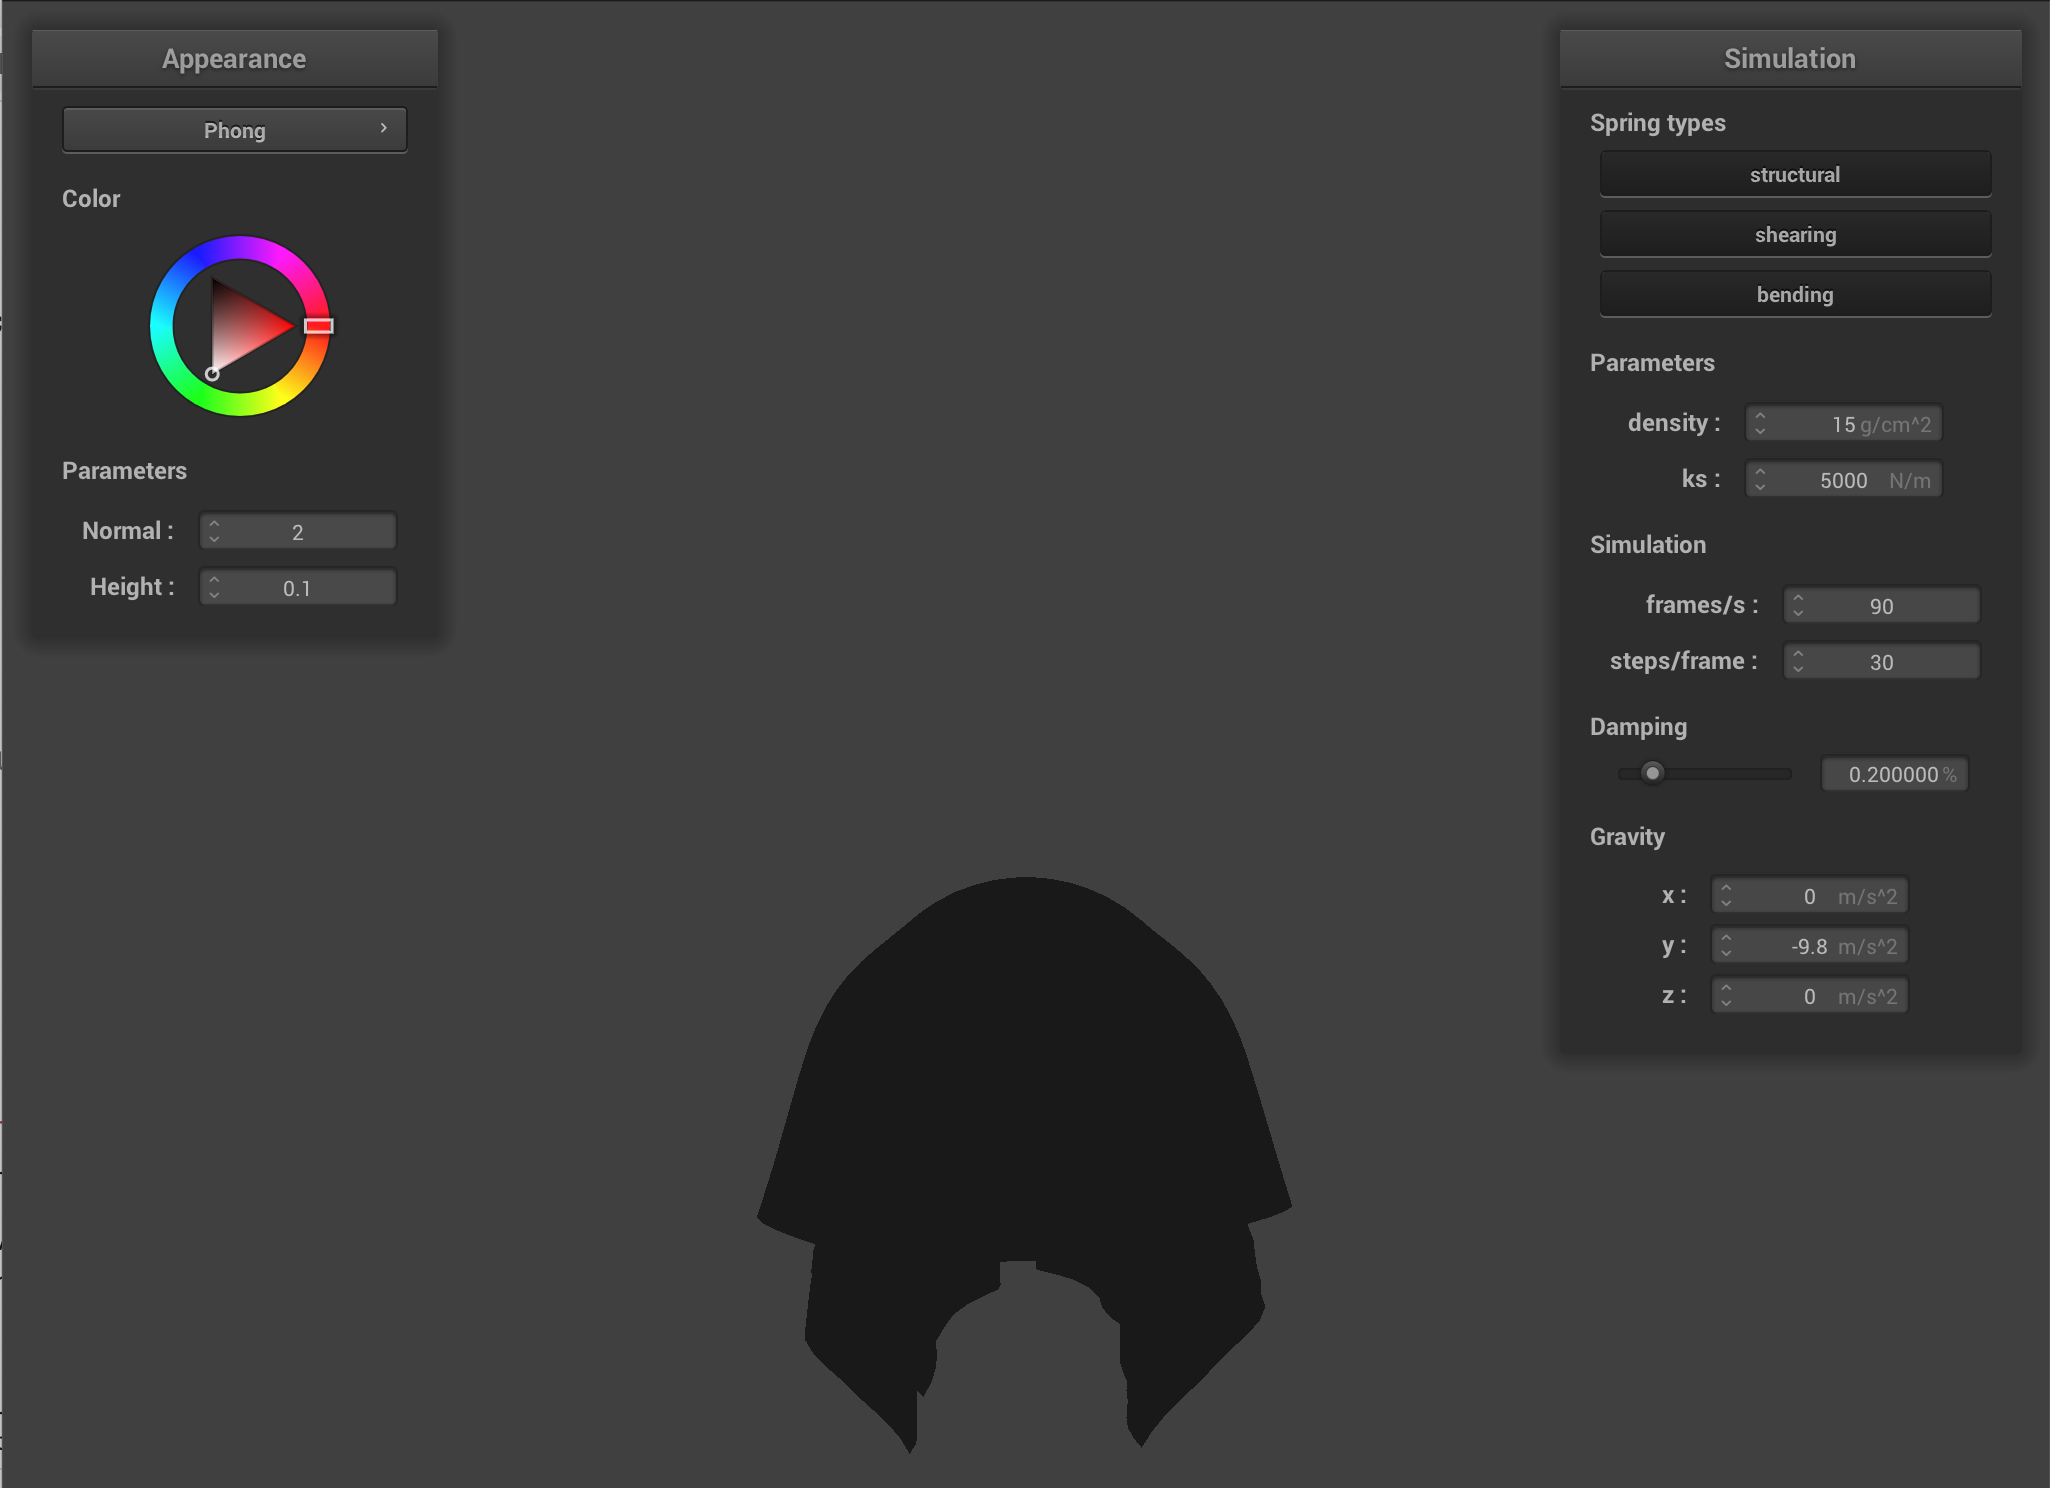 Appearance
Phong
Color
Parameters
Normal : 2
Height : 0.1
Simulation
Spring types
structural
shearing
bending
Parameters
density : 15 g/cm^2
ks : 5000 N/m
Simulation
frames/s : 90
steps/frame : 30
Damping
0.200000 %
Gravity
x : 0 m/s^2
y : -9.8 m/s^2
z : 0 m/s^2